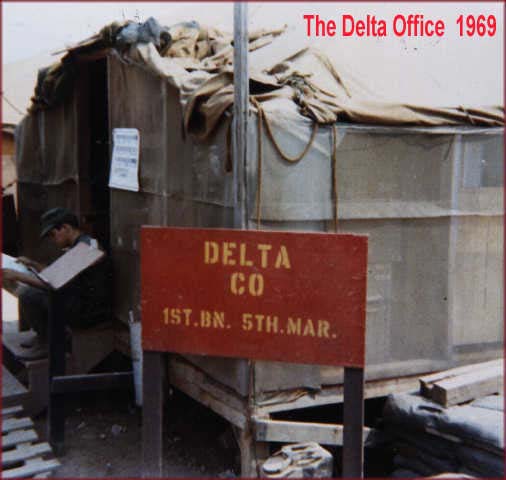 The Delta Office 1969
DELTA
CO
1ST.BN. 5TH.MAR.